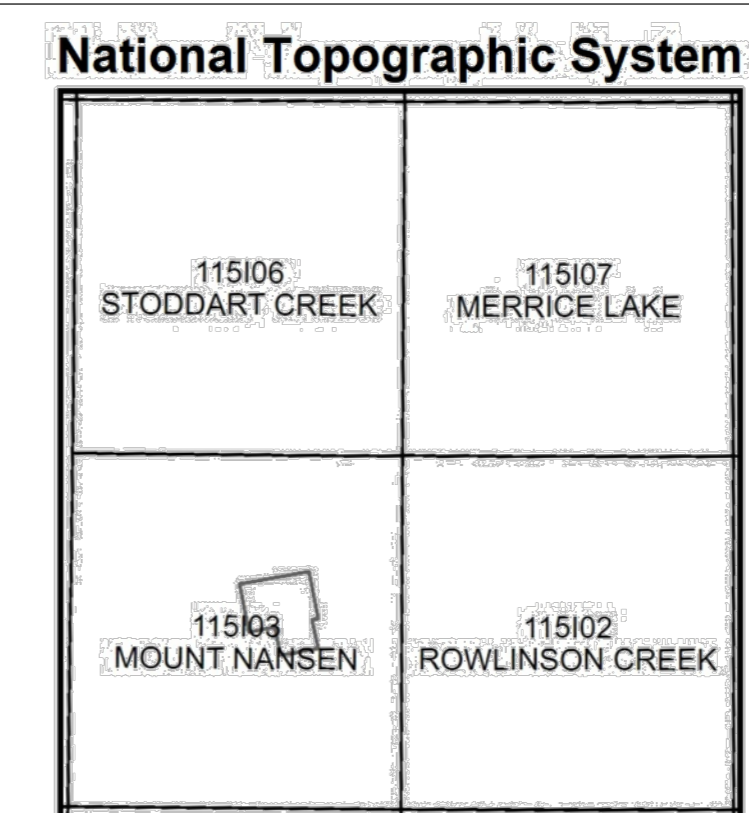 National Topographic System
115I06
STODDART CREEK
115I07
MERRICE LAKE
115I03
MOUNT NANSEN
115I02
ROWLINSON CREEK